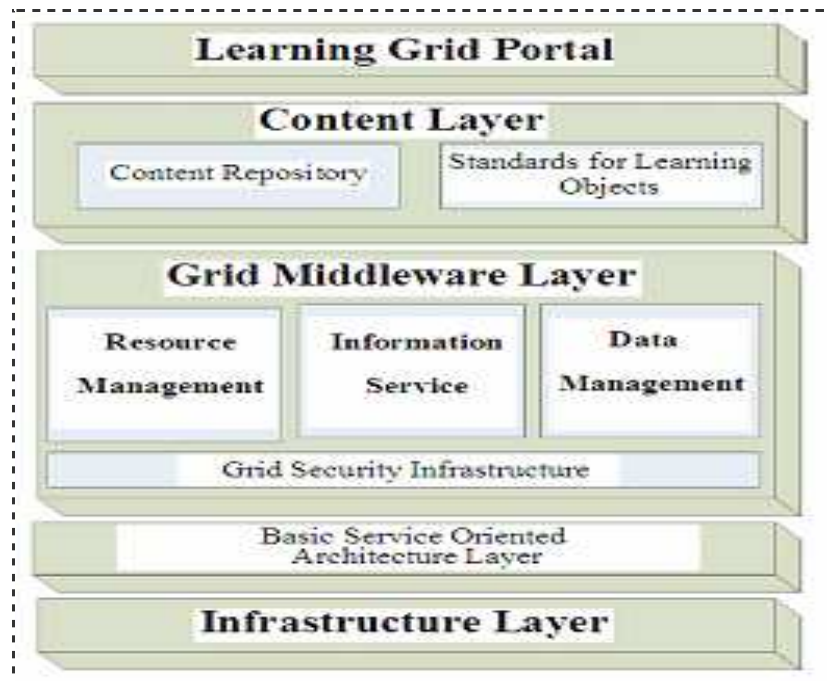 Learning Grid Portal
Content Layer
Content Repository
Standards for Learning
Objects
Grid Middleware Layer
Resource
Management
Information
Service
Data
Management
Grid Security Infrastructure
Basic Service Oriented
Architecture Layer
Infrastructure Layer